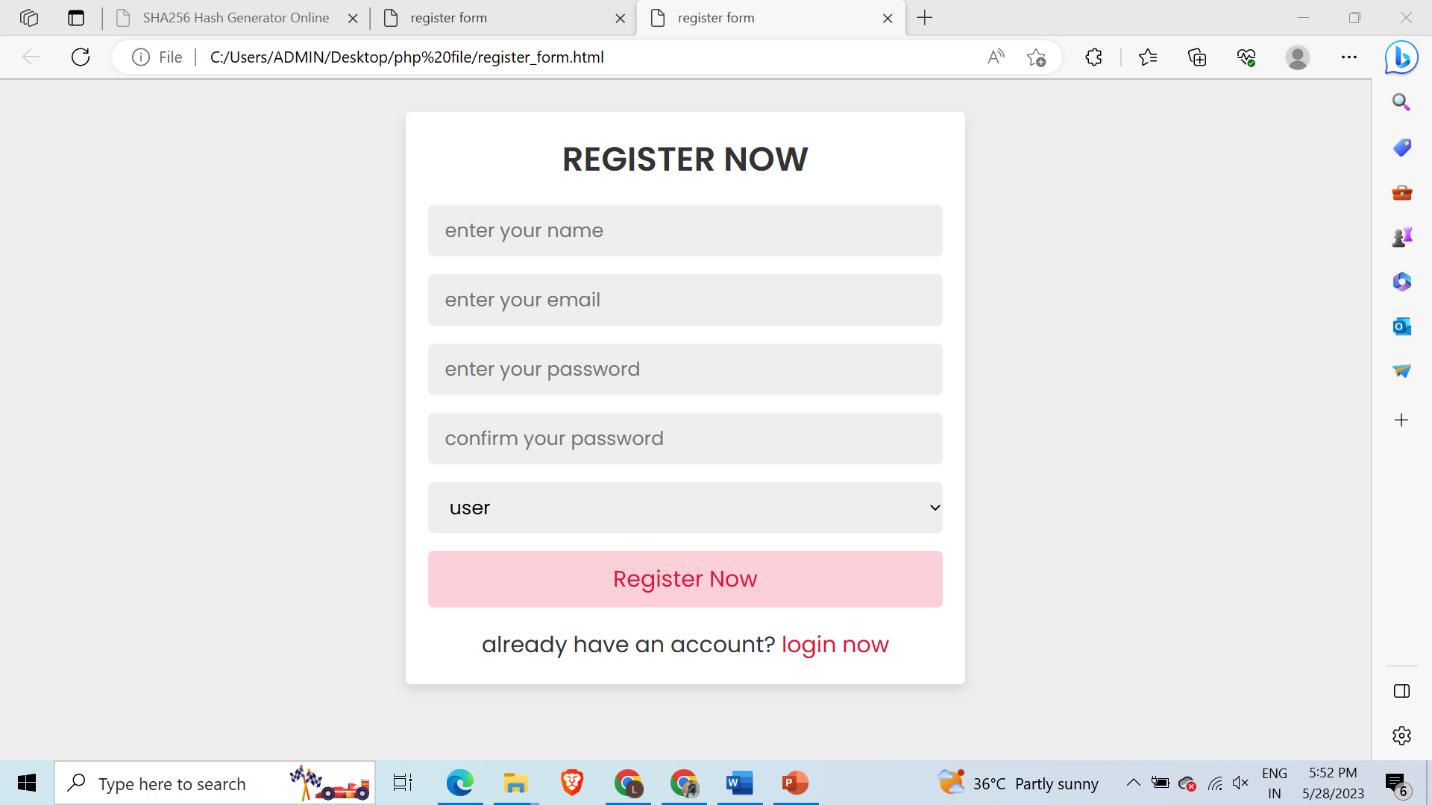 SHA256 Hash Generator Online
register form
register form
File
C:/Users/ADMIN/Desktop/php%20file/register_form.html
REGISTER NOW
enter your name
enter your email
enter your password
confirm your password
user
Register Now
already have an account? login now
Type here to search
36°C Partly sunny
ENG
IN
5:52 PM
5/28/2023
6